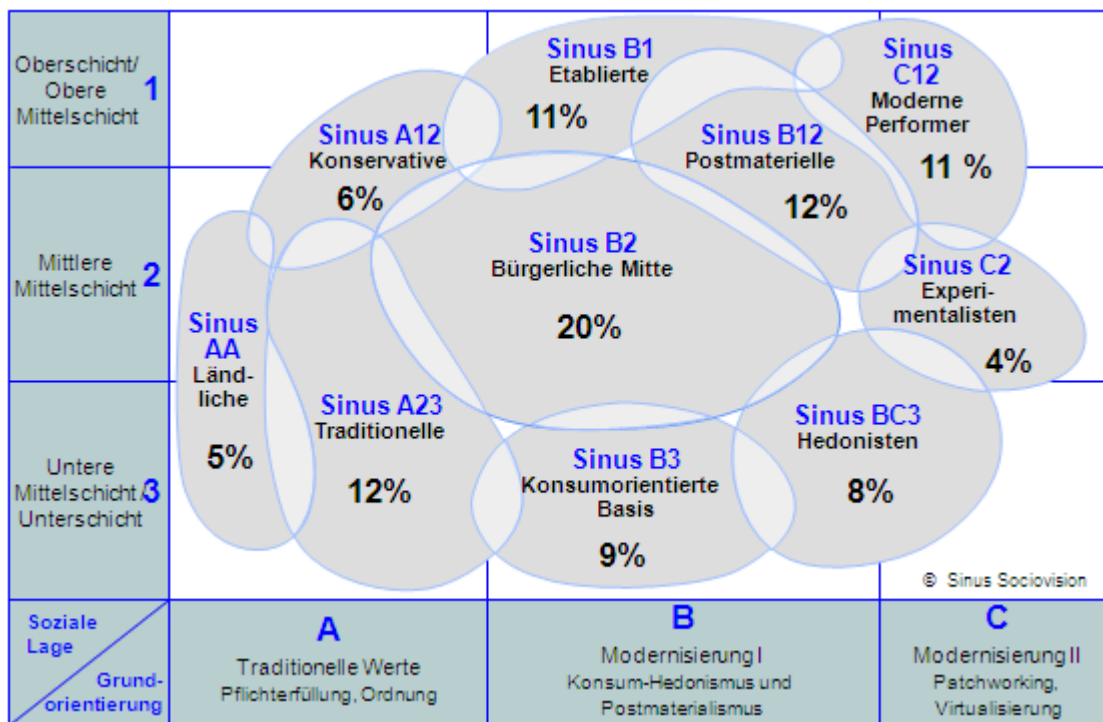 Oberschicht/
Obere
Mittelschicht
1
Mittlere
Mittelschicht
2
Untere
Mittelschicht/
Unterschicht
3
Sinus B1
Etablierte
11%
Sinus
C12
Moderne
Performer
11 %
Sinus A12
Konservative
6%
Sinus B12
Postmaterielle
12%
Sinus B2
Bürgerliche Mitte
20%
Sinus C2
Experi-
mentalisten
4%
Sinus
AA
Länd-
liche
5%
Sinus A23
Traditionelle
12%
Sinus B3
Konsumorientierte
Basis
9%
Sinus BC3
Hedonisten
8%
© Sinus Sociovision
Soziale
Lage
Grund-
orientierung
A
Traditionelle Werte
Pflichterfüllung, Ordnung
B
Modernisierung I
Konsum-Hedonismus und
Postmaterialismus
C
Modernisierung II
Patchworking,
Virtualisierung